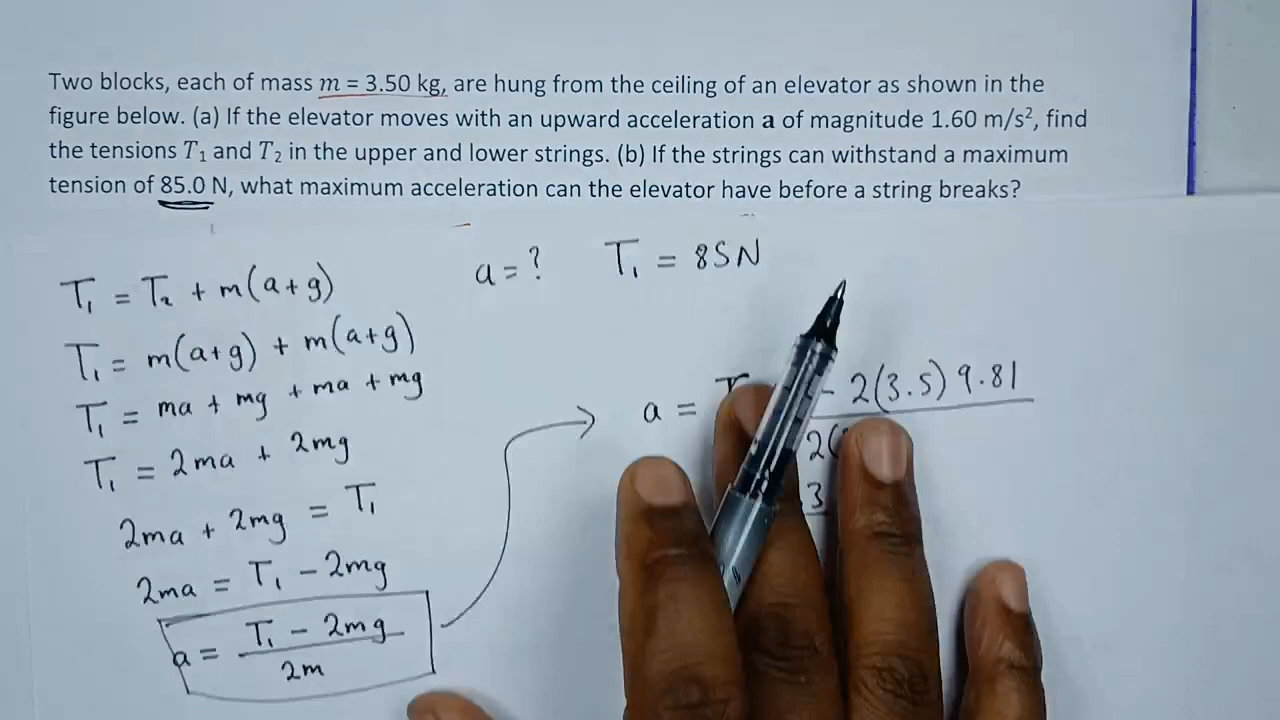 Two blocks, each of mass m = 3.50 kg, are hung from the ceiling of an elevator as shown in the
figure below. (a) If the elevator moves with an upward acceleration a of magnitude 1.60 m/s², find
the tensions T₁ and T₂ in the upper and lower strings. (b) If the strings can withstand a maximum
tension of 85.0 N, what maximum acceleration can the elevator have before a string breaks?
a = ? T₁ = 85N
T₁ = T₂ + m(a+g)
T₁ = m(a+g) + m(a+g)
T₁ = ma + mg + ma + mg
T₁ = 2ma + 2mg
2ma + 2mg = T₁
2ma = T₁ - 2mg
a = T₁ - 2mg
2m
a = - 2(3.5) 9.81
2(
3